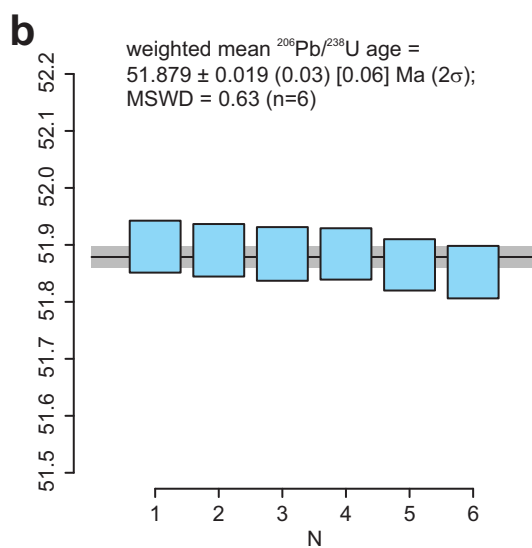 b
weighted mean ²⁰⁶Pb/²³⁸U age =
51.879 ± 0.019 (0.03) [0.06] Ma (2σ);
MSWD = 0.63 (n=6)
52.2
52.1
52.0
51.9
51.8
51.7
51.6
51.5
1 2 3 4 5 6
N